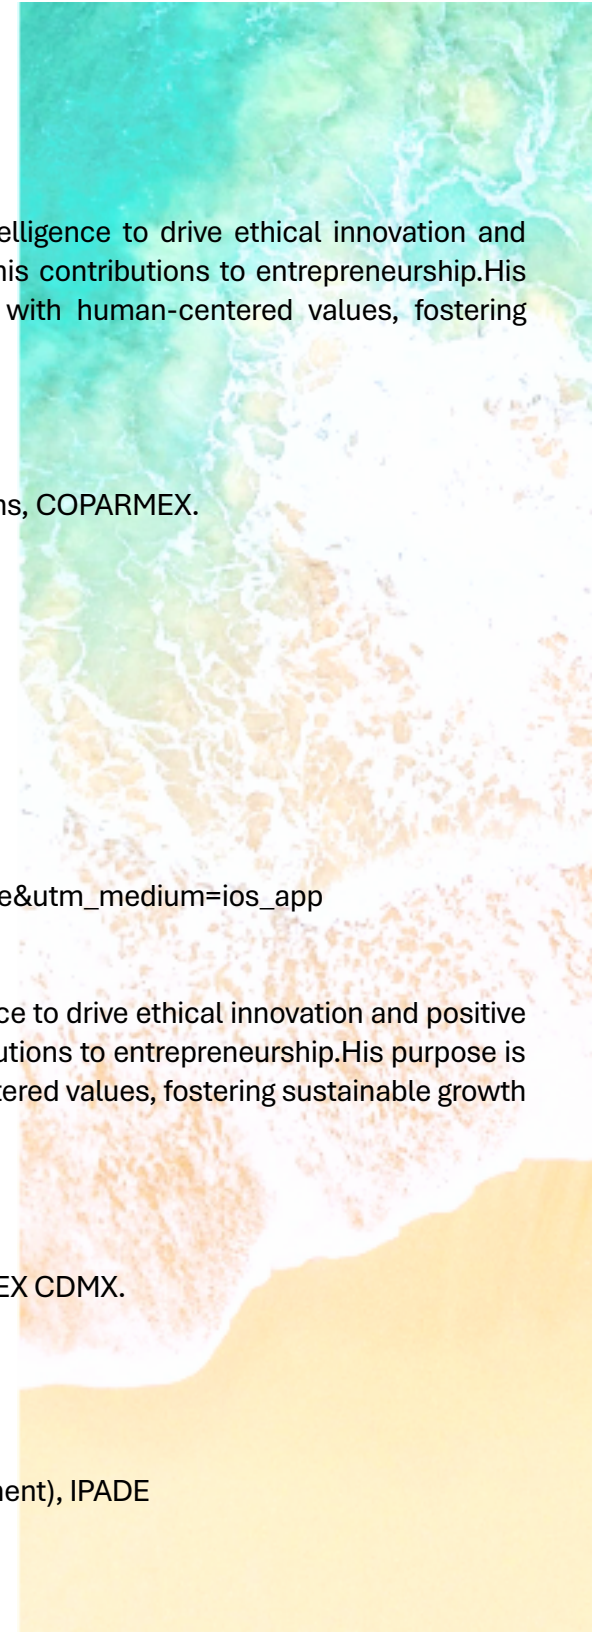 elligence to drive ethical innovation and
his contributions to entrepreneurship.His
with human-centered values, fostering
ns, COPARMEX.
e&utm_medium=ios_app
ce to drive ethical innovation and positive
utions to entrepreneurship.His purpose is
tered values, fostering sustainable growth
EX CDMX.
nent), IPADE